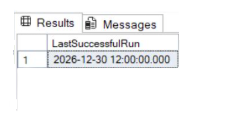 Results Messages
LastSuccessfulRun
1 2026-12-30 12:00:00.000